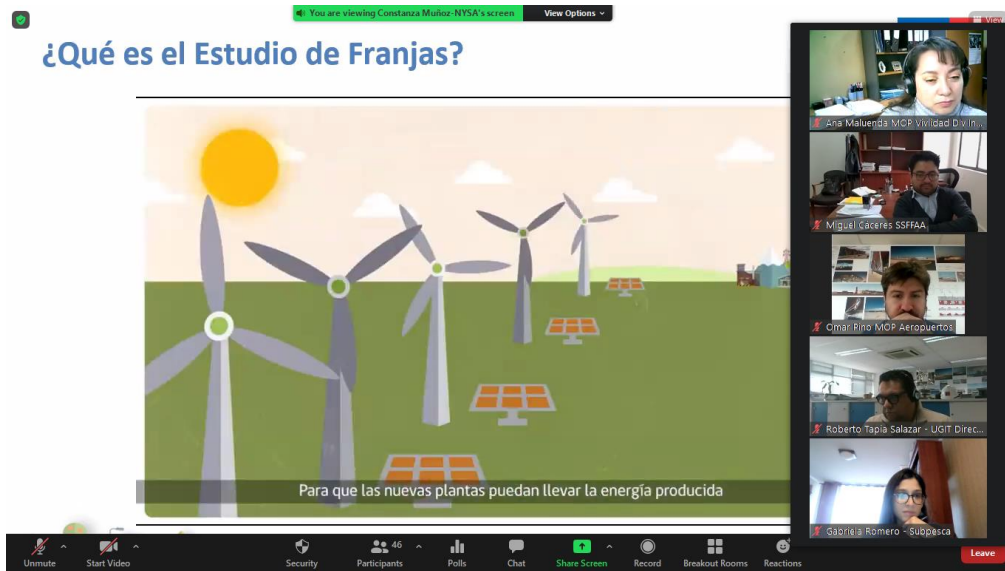 You are viewing Constanza Muñoz-NYSA's screen
View Options
View
¿Qué es el Estudio de Franjas?
Ana Maluenda MOP Vivlidad Div In...
Miguel Cáceres SSFFAA
Omar Pino MOP Aeropuertos
Roberto Tapia Salazar - UGIT Direc...
Gabriela Romero - Subpesca
Para que las nuevas plantas puedan llevar la energía producida
Unmute
Start Video
Security
46
Participants
Polls
Chat
Share Screen
Record
Breakout Rooms
Reactions
Leave